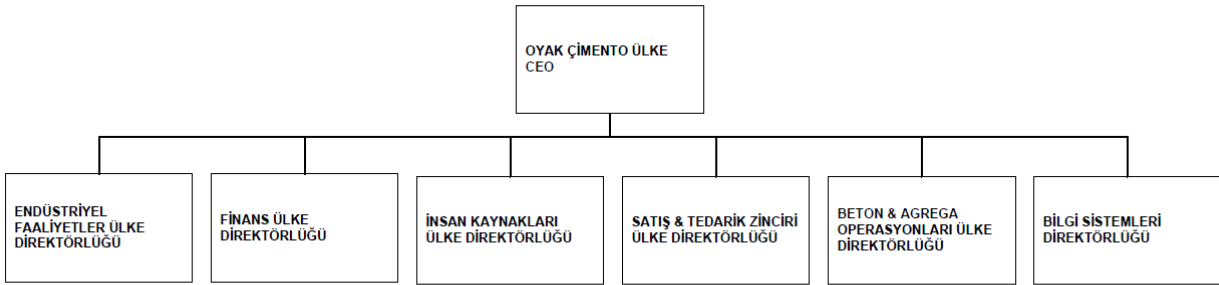 OYAK ÇİMENTO ÜLKE
CEO
ENDÜSTRİYEL
FAALİYETLER ÜLKE
DİREKTÖRLÜĞÜ
FİNANS ÜLKE
DİREKTÖRLÜĞÜ
İNSAN KAYNAKLARI
ÜLKE DİREKTÖRLÜĞÜ
SATIŞ & TEDARİK ZİNCİRİ
ÜLKE DİREKTÖRLÜĞÜ
BETON & AGREGA
OPERASYONLARI ÜLKE
DİREKTÖRLÜĞÜ
BİLGİ SİSTEMLERİ
DİREKTÖRLÜĞÜ